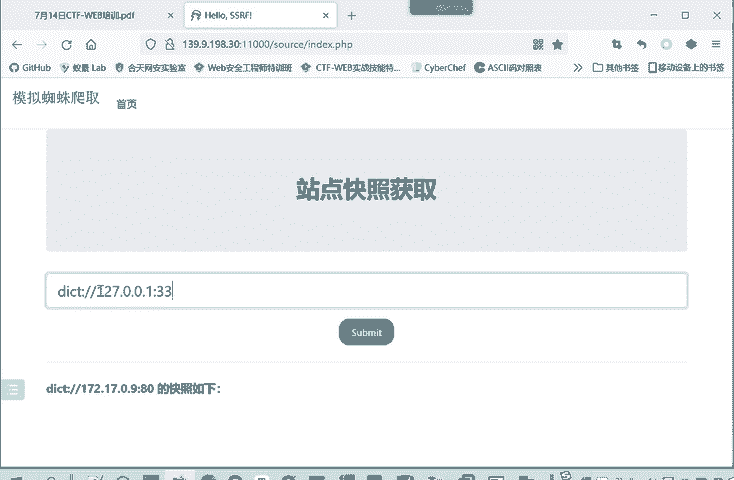 7月14日CTF-WEB培训.pdf
Hello, SSRF!
139.9.198.30:11000/source/index.php
GitHub
蚁景 Lab
合天网安实验室
Web安全工程师特训班
CTF-WEB实战技能特...
CyberChef
ASCII码对照表
其他书签
移动设备上的书签
模拟蜘蛛爬取
首页
站点快照获取
dict://127.0.0.1:33
Submit
dict://172.17.0.9:80 的快照如下：